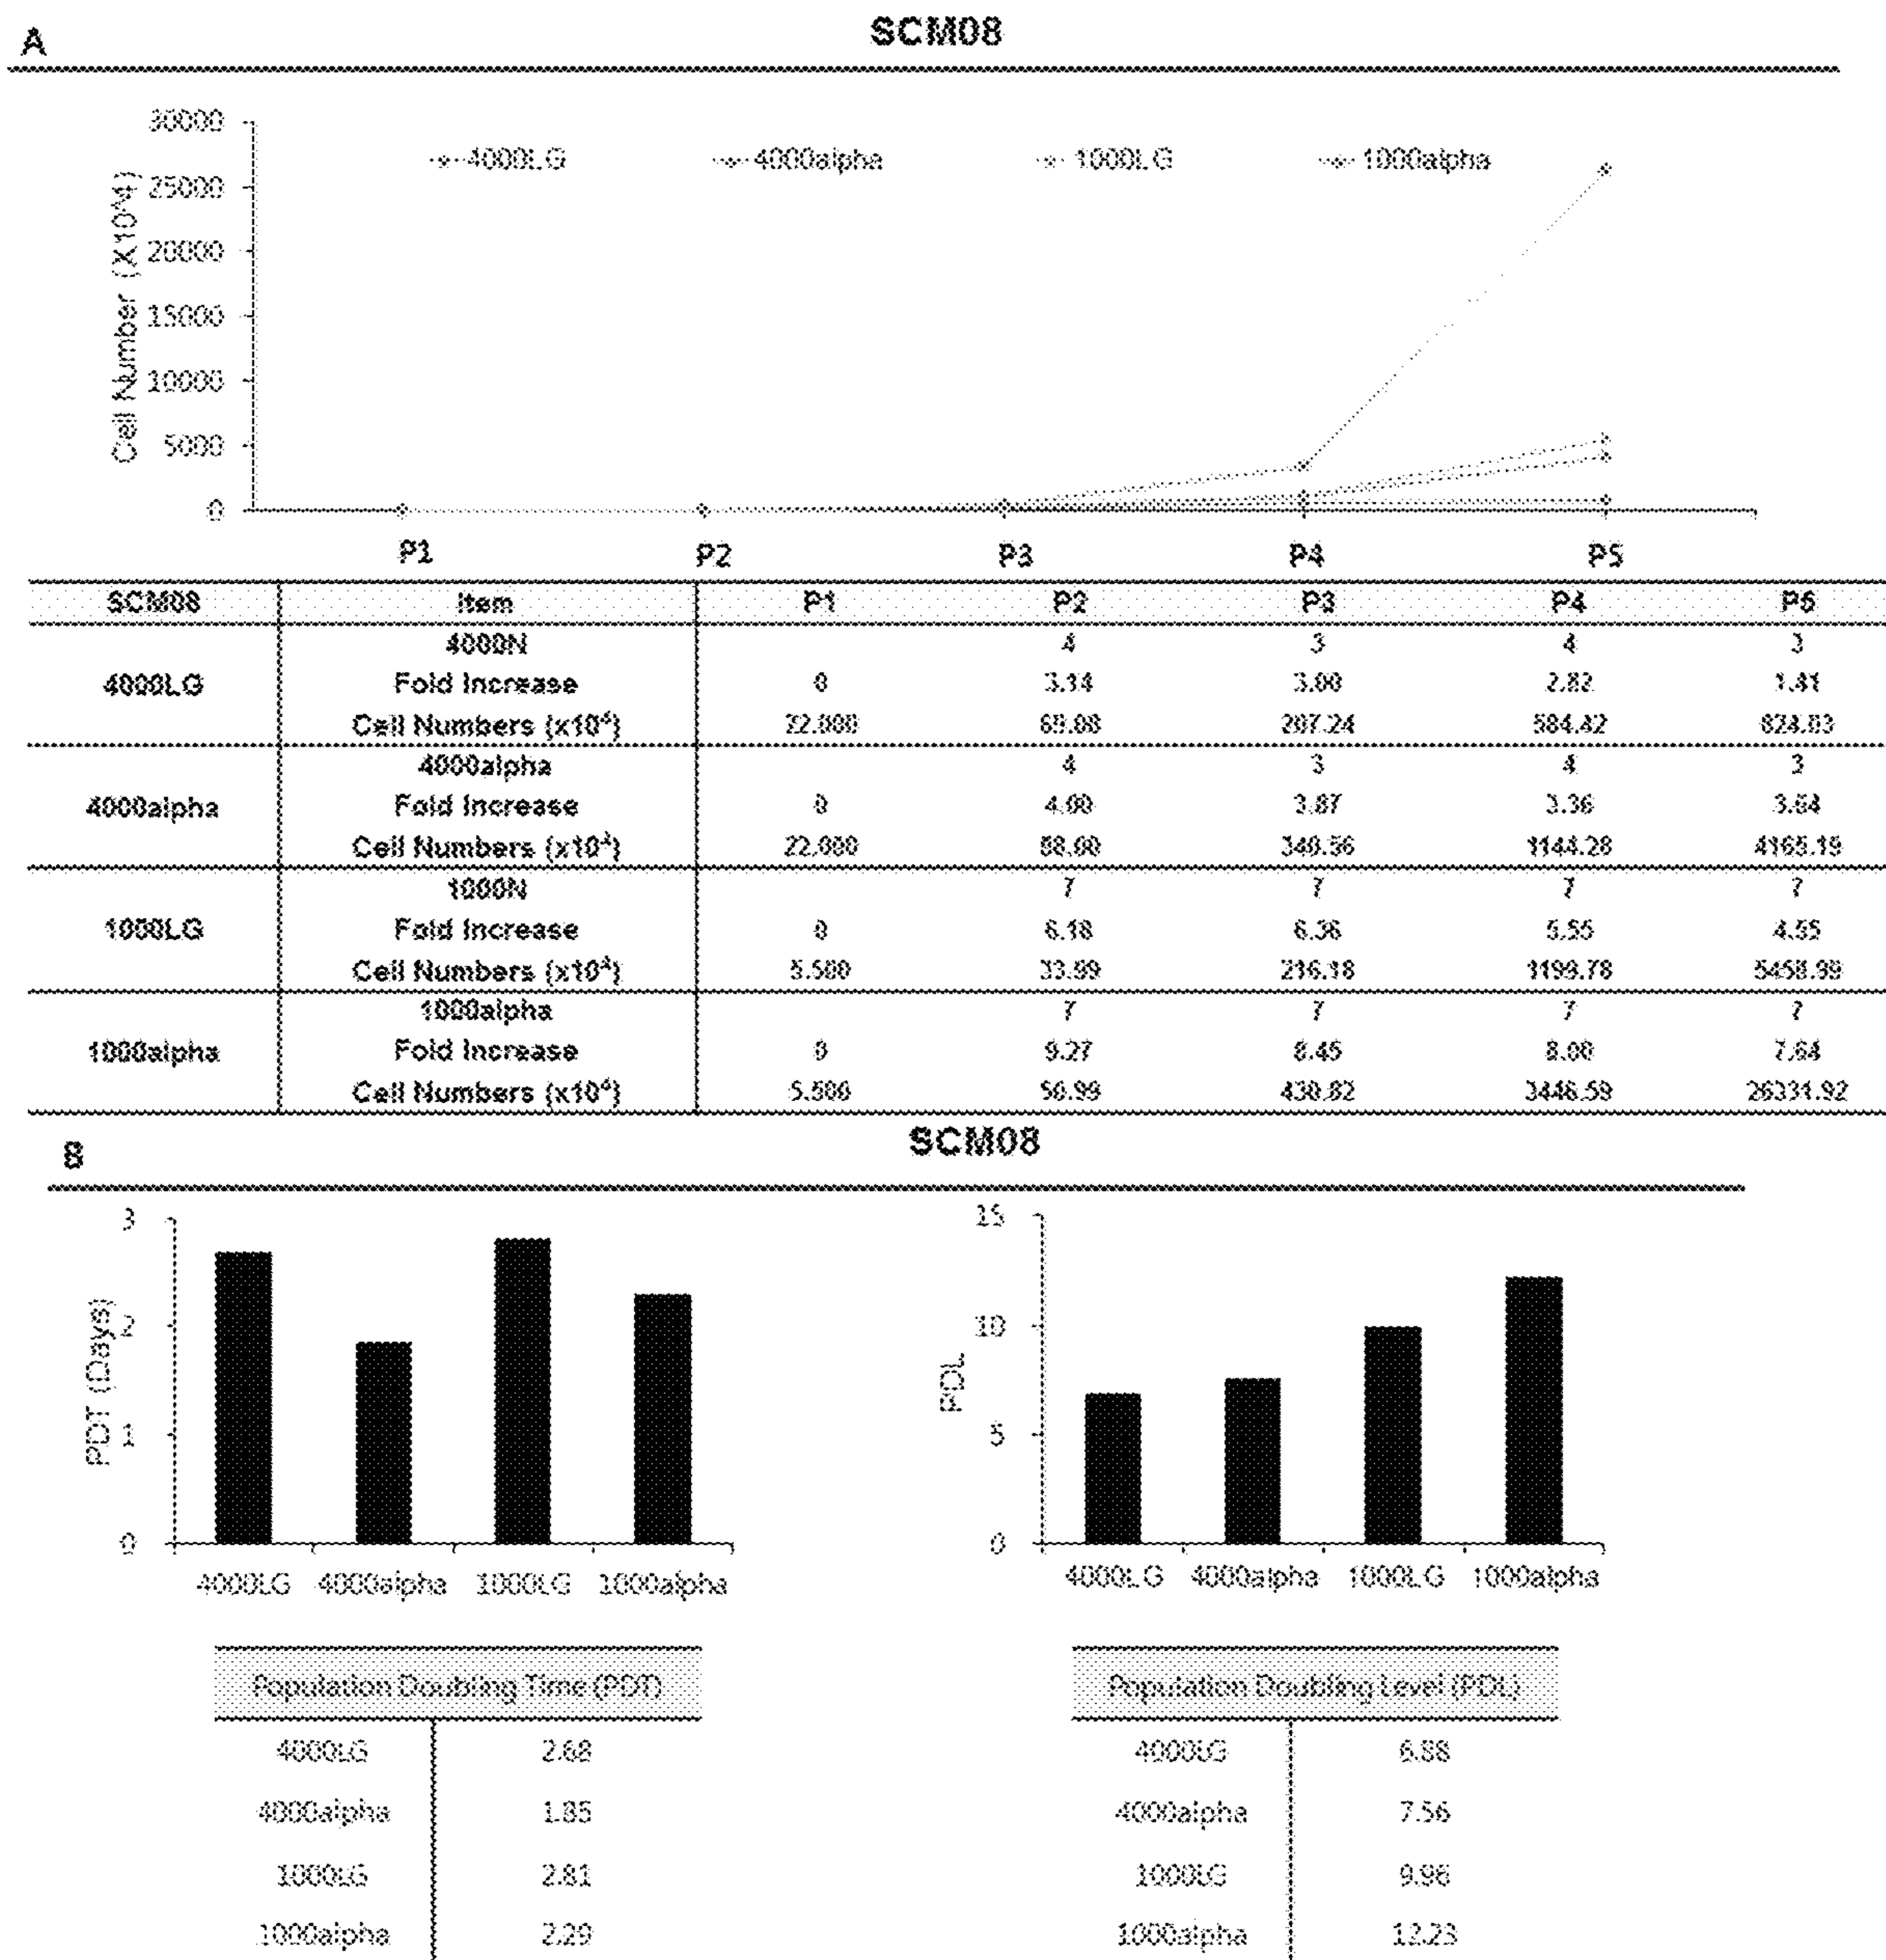 A
SCM08
30000
25000
20000
15000
10000
5000
0
Cell Number (X10^4)
4000LG 4000alpha 1000LG 1000alpha
P1 P2 P3 P4 P5
SCM08 Item P1 P2 P3 P4 P5
4000N 4 3 4 3
4000LG Fold Increase 0 3.14 3.00 2.82 1.41
Cell Numbers (x10⁴) 22.000 69.08 207.24 584.42 824.03
4000alpha 4 3 4 3
4000alpha Fold Increase 0 4.00 3.87 3.36 3.64
Cell Numbers (x10⁴) 22.000 88.00 340.56 1144.28 4165.19
1000N 7 7 7 7
1000LG Fold Increase 0 6.18 6.36 5.55 4.55
Cell Numbers (x10⁴) 5.500 33.99 216.18 1199.78 5458.99
1000alpha 7 7 7 7
1000alpha Fold Increase 0 9.27 8.45 8.00 7.64
Cell Numbers (x10⁴) 5.500 50.99 430.82 3446.59 26331.92
B
SCM08
3
2
1
0
PDT (Days)
4000LG 4000alpha 1000LG 1000alpha
15
10
5
0
PDL
4000LG 4000alpha 1000LG 1000alpha
Population Doubling Time (PDT)
4000LG 2.68
4000alpha 1.85
1000LG 2.81
1000alpha 2.29
Population Doubling Level (PDL)
4000LG 6.88
4000alpha 7.56
1000LG 9.96
1000alpha 12.23